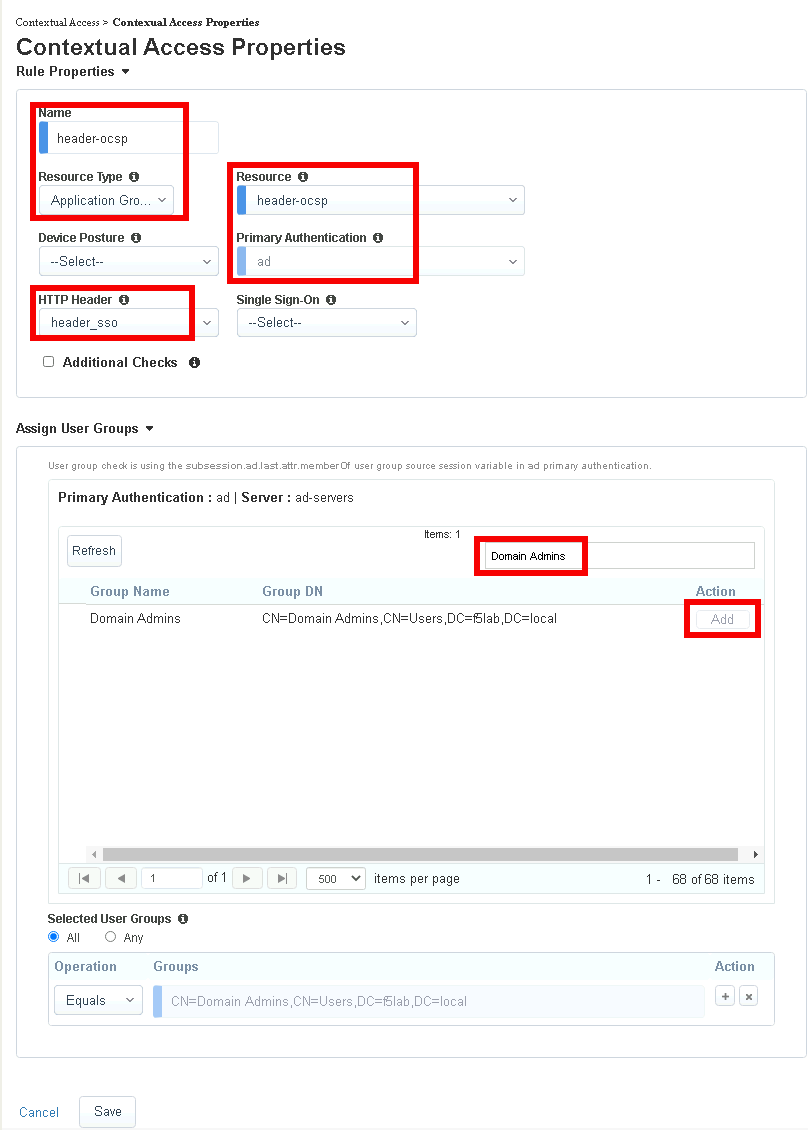 Contextual Access > Contexual Access Properties
Contextual Access Properties
Rule Properties
Name
header-ocsp
Resource Type Resource
Application Gro... header-ocsp
Device Posture Primary Authentication
--Select-- ad
HTTP Header Single Sign-On
header_sso --Select--
Additional Checks
Assign User Groups
User group check is using the subsession.ad.last.attr.memberOf user group source session variable in ad primary authentication.
Primary Authentication : ad | Server : ad-servers
Items: 1
Refresh Domain Admins
Group Name Group DN Action
Domain Admins CN=Domain Admins,CN=Users,DC=f5lab,DC=local Add
1 of 1 500 items per page 1 - 68 of 68 items
Selected User Groups
All Any
Operation Groups Action
Equals CN=Domain Admins,CN=Users,DC=f5lab,DC=local
Cancel Save